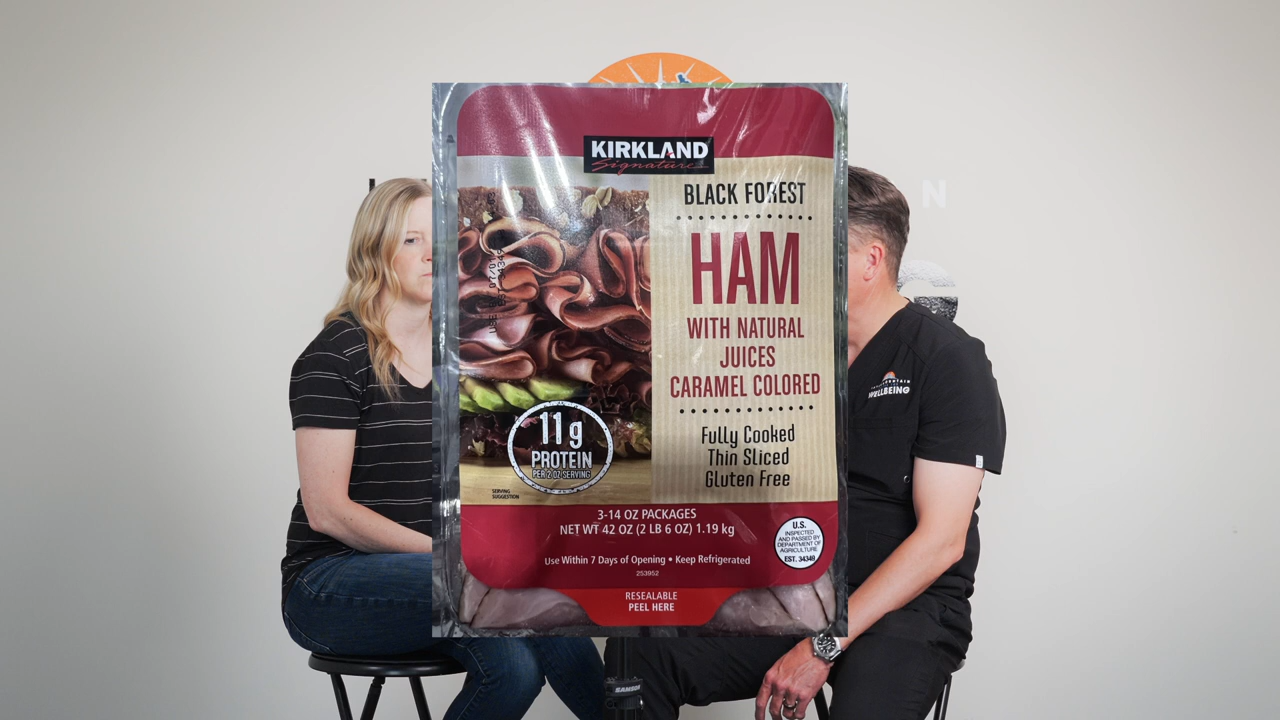 N
KIRKLAND
Signature
BLACK FOREST
HAM
WITH NATURAL
JUICES
CARAMEL COLORED
Fully Cooked
Thin Sliced
Gluten Free
11g
PROTEIN
PER 2 OZ SERVING
SERVING
SUGGESTION
3-14 OZ PACKAGES
NET WT 42 OZ (2 LB 6 OZ) 1.19 kg
U.S.
INSPECTED
AND PASSED BY
DEPARTMENT OF
AGRICULTURE
EST. 34349
Use Within 7 Days of Opening • Keep Refrigerated
253952
RESEALABLE
PEEL HERE
WELLBEING
SAMSON